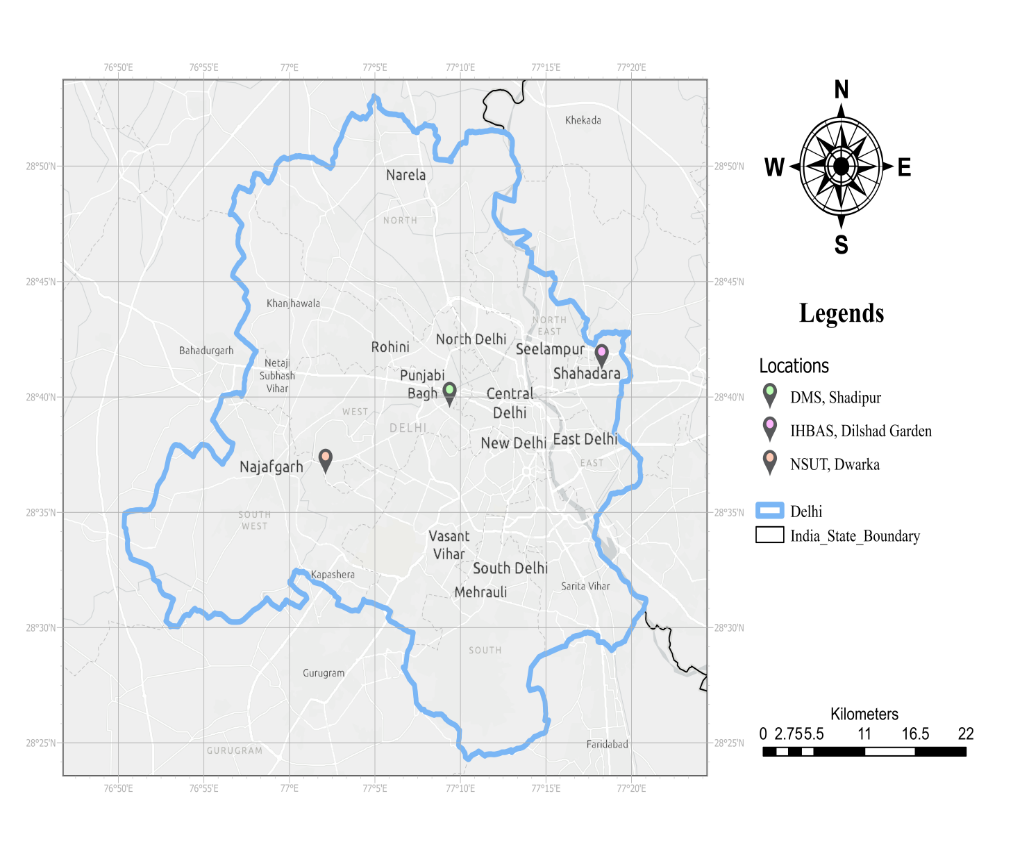 76°50'E 76°55'E 77°E 77°5'E 77°10'E 77°15'E 77°20'E
N
W E
S
Khekada
28°50'N 28°50'N
Narela
NORTH
28°45'N 28°45'N
Khanjhawala
NORTH
EAST
North Delhi
Rohini
Seelampur
Bahadurgarh
Netaji
Subhash
Vihar
Shahadara
Punjabi
Bagh
Central
Delhi
28°40'N 28°40'N
WEST
DELHI
New Delhi
East Delhi
Najafgarh
EAST
28°35'N 28°35'N
SOUTH
WEST
Vasant
Vihar
South Delhi
Kapashera
Sarita Vihar
Mehrauli
28°30'N 28°30'N
SOUTH
Gurugram
GURUGRAM
Faridabad
28°25'N 28°25'N
76°50'E 76°55'E 77°E 77°5'E 77°10'E 77°15'E 77°20'E
Legends
Locations
DMS, Shadipur
IHBAS, Dilshad Garden
NSUT, Dwarka
Delhi
India_State_Boundary
Kilometers
0 2.755.5 11 16.5 22